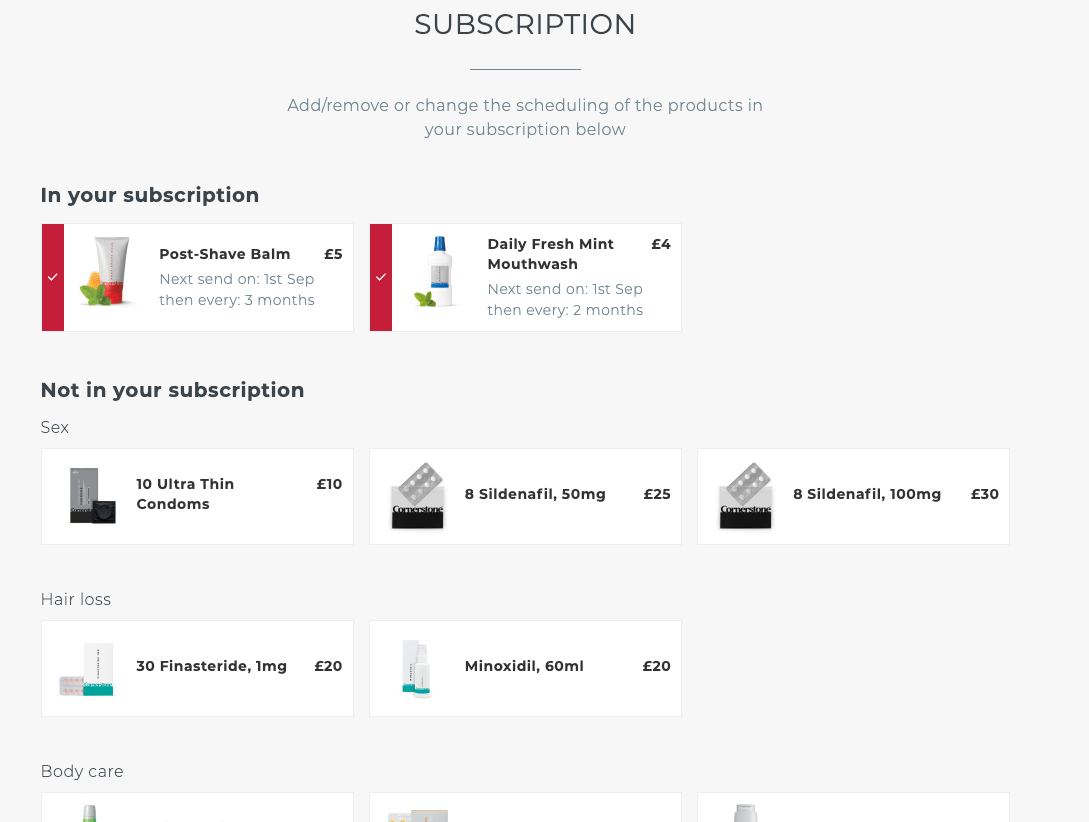 SUBSCRIPTION
Add/remove or change the scheduling of the products in
your subscription below
In your subscription
Post-Shave Balm £5
Next send on: 1st Sep
then every: 3 months
Daily Fresh Mint £4
Mouthwash
Next send on: 1st Sep
then every: 2 months
Not in your subscription
Sex
10 Ultra Thin £10
Condoms
Cornerstone
8 Sildenafil, 50mg £25
Cornerstone
8 Sildenafil, 100mg £30
Hair loss
Cornerstone
30 Finasteride, 1mg £20
Minoxidil, 60ml £20
Body care